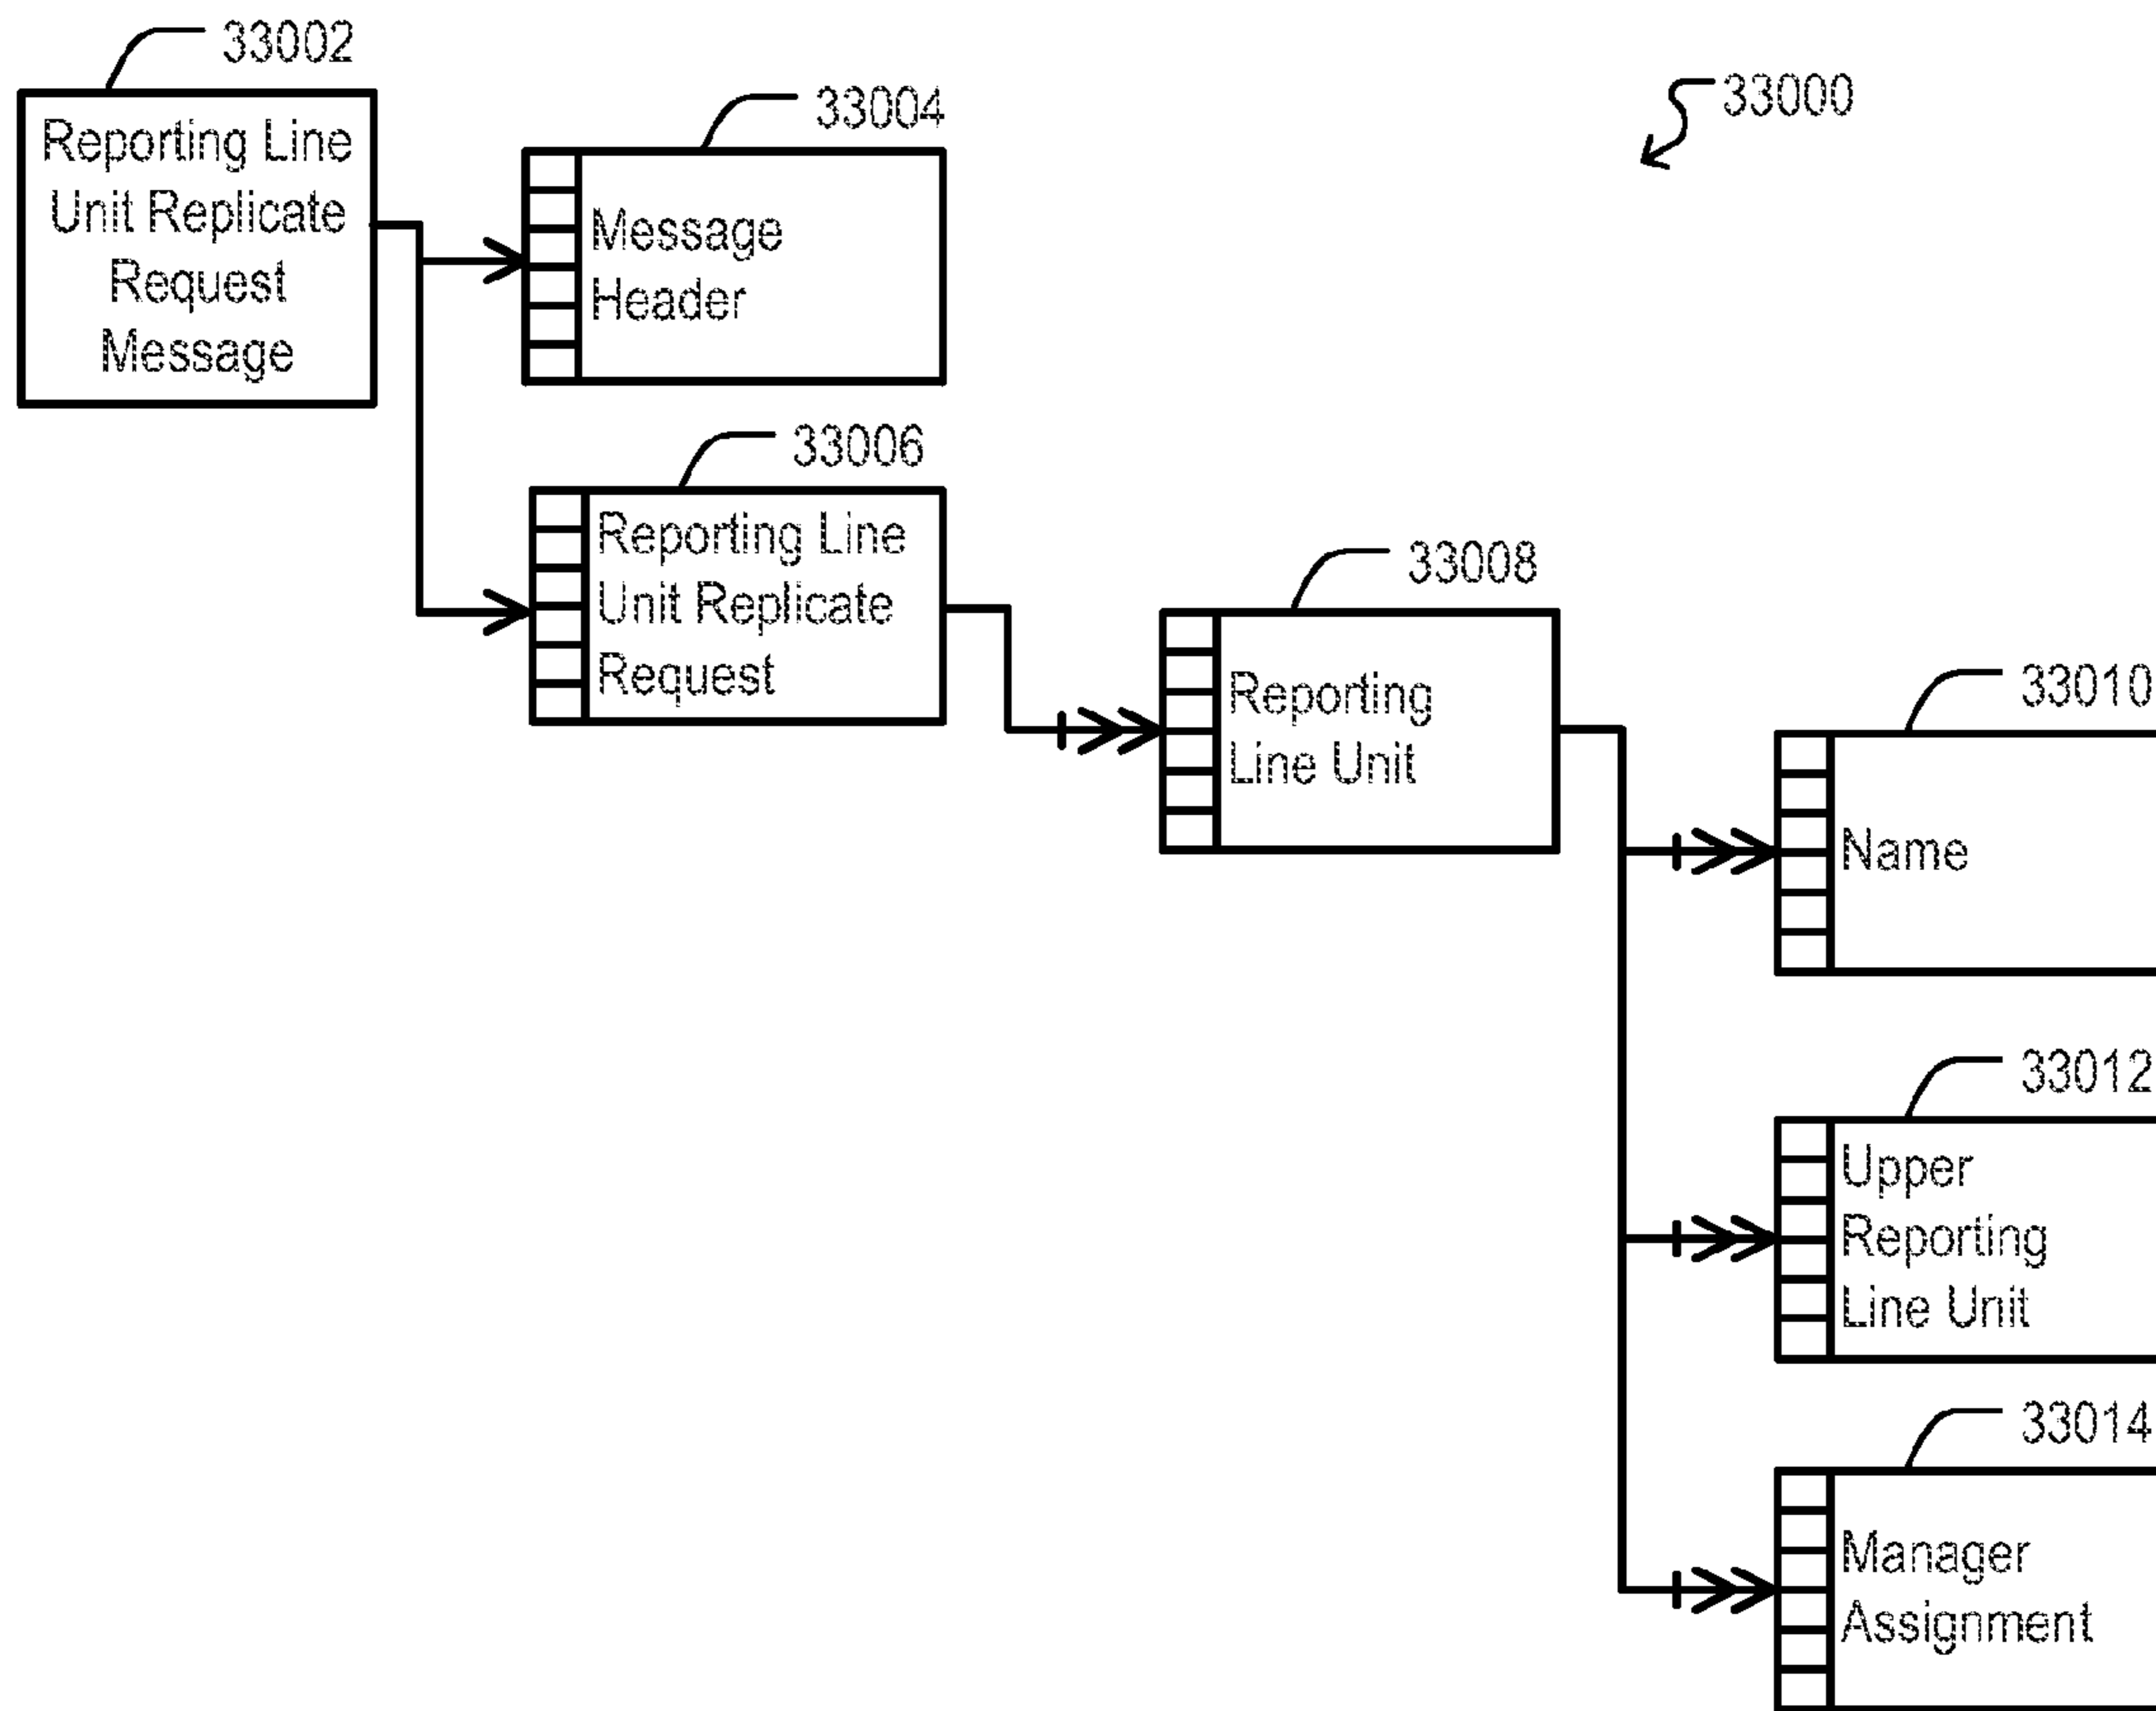 33002
Reporting Line
Unit Replicate
Request
Message
33004
Message
Header
33000
33006
Reporting Line
Unit Replicate
Request
33008
Reporting
Line Unit
33010
Name
33012
Upper
Reporting
Line Unit
33014
Manager
Assignment